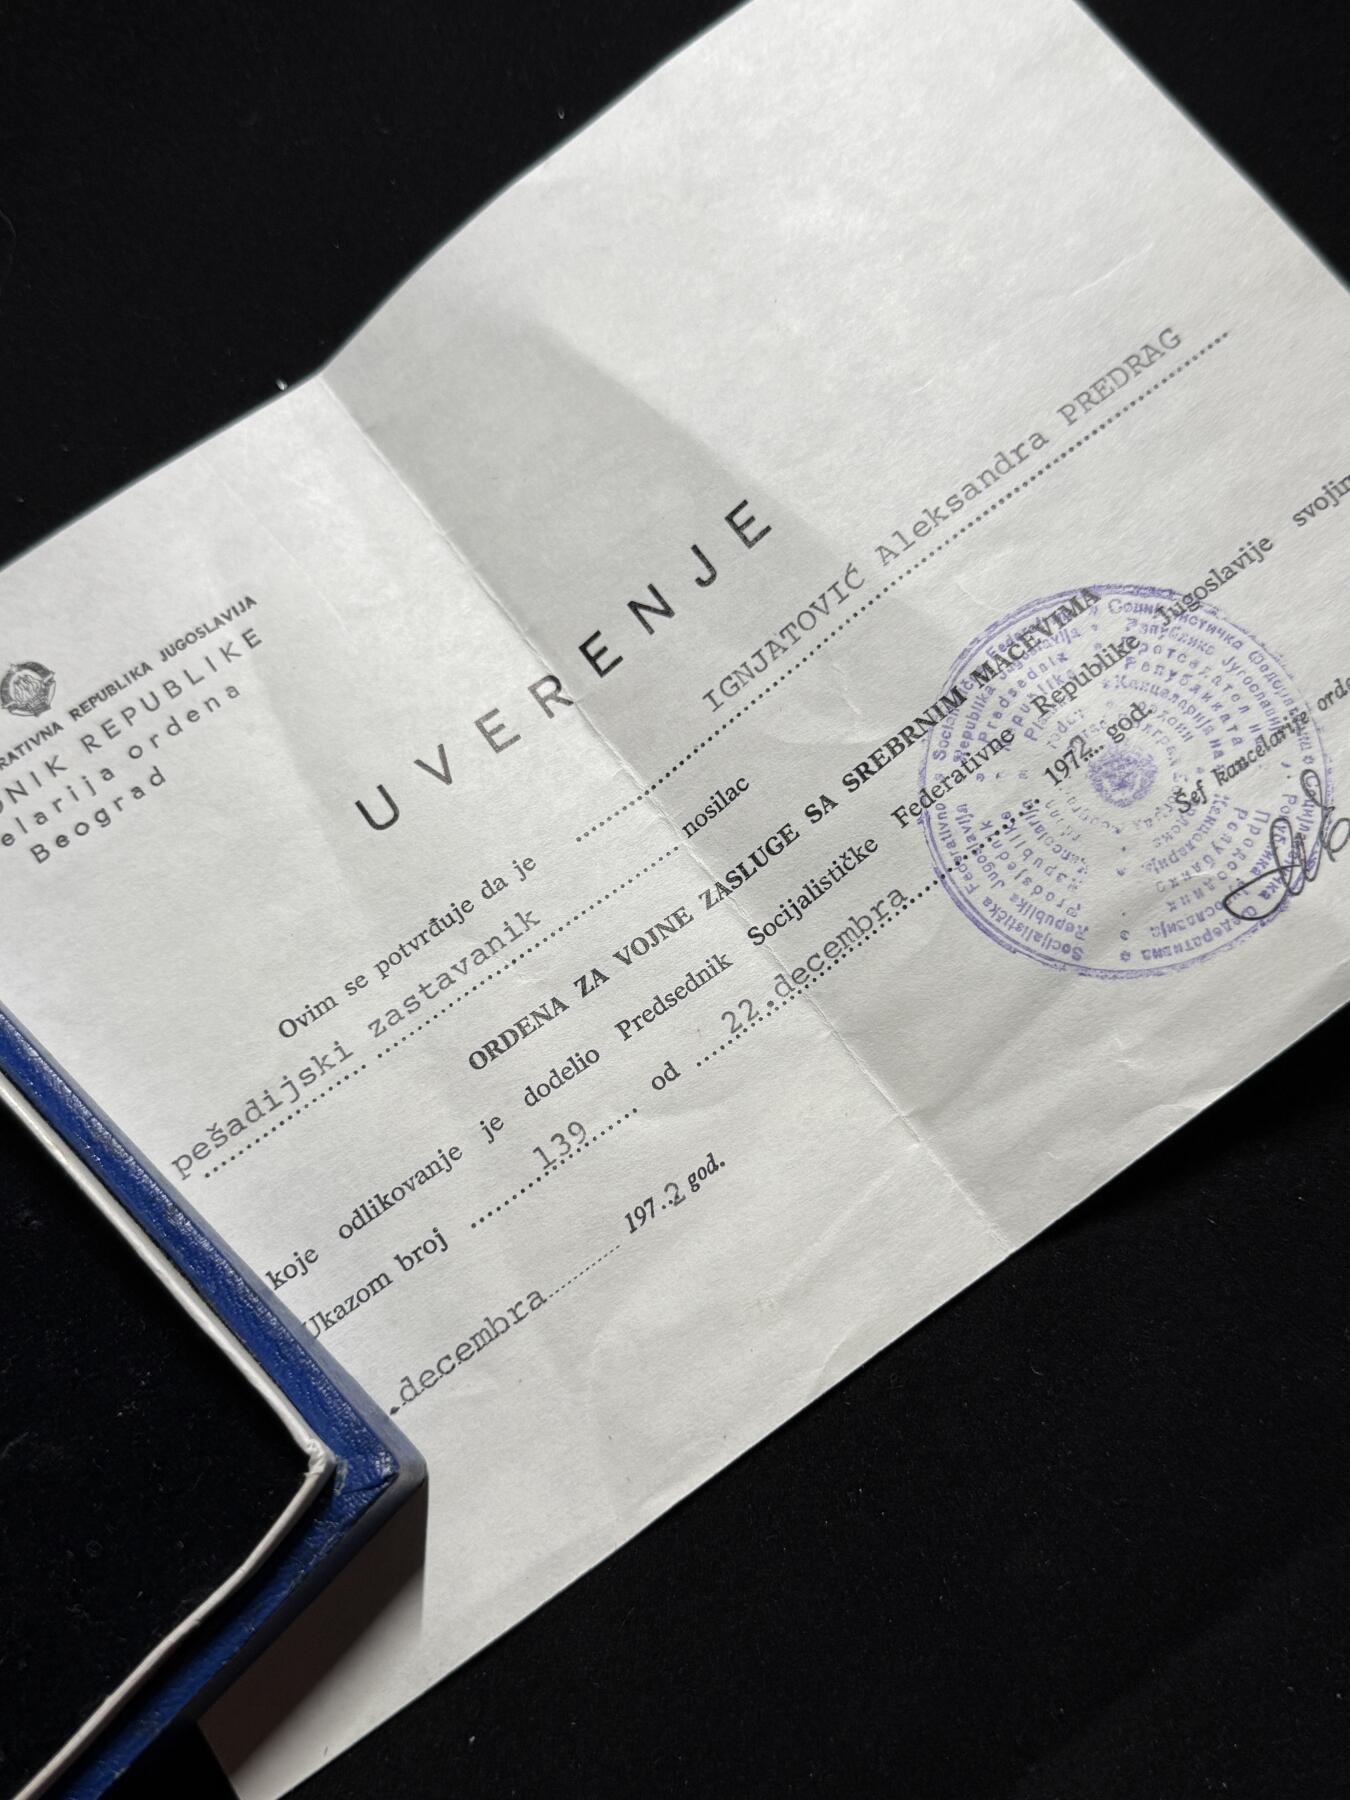 RATIVNA REPUBLIKA JUGOSLAVIJA
NIK REPUBLIKE
elarija ordena
Beograd
UVERENJE
Ovim se potvrđuje da je IGNJATOVIĆ Aleksandra PREDRAG
pešadijski zastavanik nosilac
ORDENA ZA VOJNE ZASLUGE SA SREBRNIM MAČEVIMA
koje odlikovanje je dodelio Predsednik Socijalističke Federativne Republike Jugoslavije svojim
Ukazom broj 139 od 22.decembra 1972 god.
.decembra 1972 god.
Šef kancelarije orde